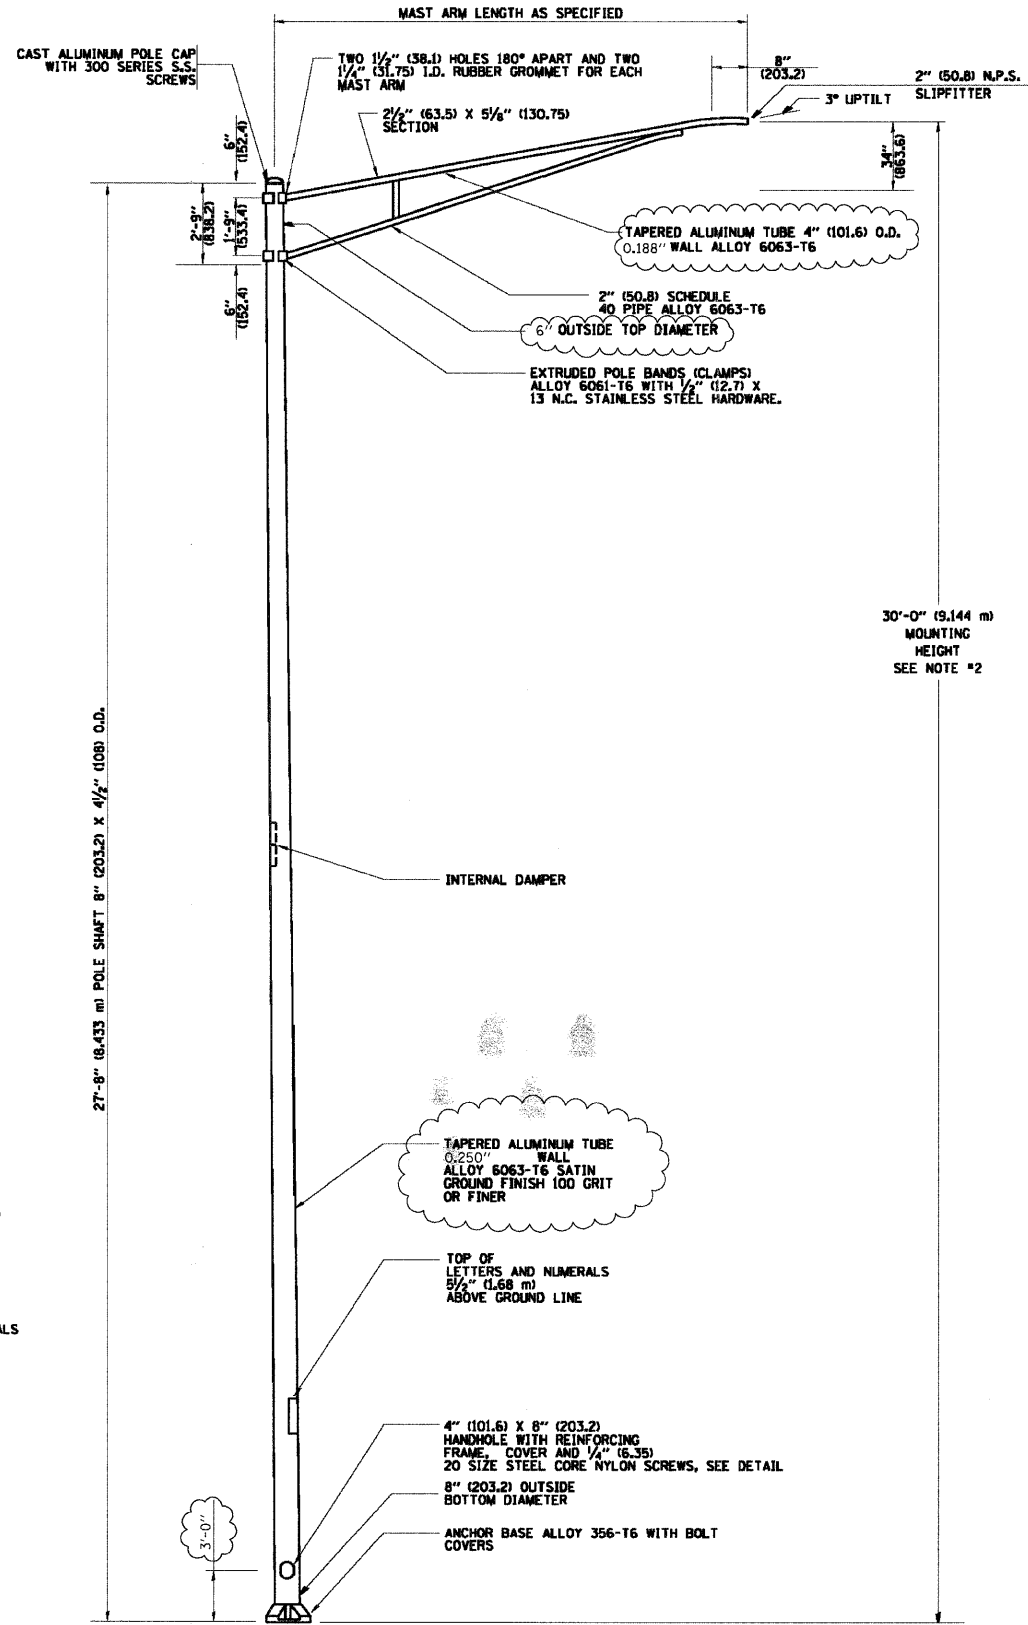 MAST ARM LENGTH AS SPECIFIED
CAST ALUMINUM POLE CAP
WITH 300 SERIES S.S.
SCREWS
TWO 1½" (38.1) HOLES 180° APART AND TWO
1¼" (31.75) I.D. RUBBER GROMMET FOR EACH
MAST ARM
8"
(203.2)
2" (50.8) N.P.S.
SLIPFITTER
3° UPTILT
2½" (63.5) X 5⅛" (130.75)
SECTION
6"
(152.4)
34"
(863.6)
2'-9"
(838.2)
1'-9"
(533.4)
TAPERED ALUMINUM TUBE 4" (101.6) O.D.
0.188" WALL ALLOY 6063-T6
6"
(152.4)
2" (50.8) SCHEDULE
40 PIPE ALLOY 6063-T6
6" OUTSIDE TOP DIAMETER
EXTRUDED POLE BANDS (CLAMPS)
ALLOY 6061-T6 WITH ½" (12.7) X
13 N.C. STAINLESS STEEL HARDWARE.
30'-0" (9.144 m)
MOUNTING
HEIGHT
SEE NOTE #2
27'-8" (8.433 m) POLE SHAFT 8" (203.2) X 4½" (108) O.D.
INTERNAL DAMPER
TAPERED ALUMINUM TUBE
0.250" WALL
ALLOY 6063-T6 SATIN
GROUND FINISH 100 GRIT
OR FINER
TOP OF
LETTERS AND NUMERALS
5½" (1.68 m)
ABOVE GROUND LINE
ALS
4" (101.6) X 8" (203.2)
HANDHOLE WITH REINFORCING
FRAME, COVER AND ¼" (6.35)
20 SIZE STEEL CORE NYLON SCREWS, SEE DETAIL
8" (203.2) OUTSIDE
BOTTOM DIAMETER
3'-0"
ANCHOR BASE ALLOY 356-T6 WITH BOLT
COVERS